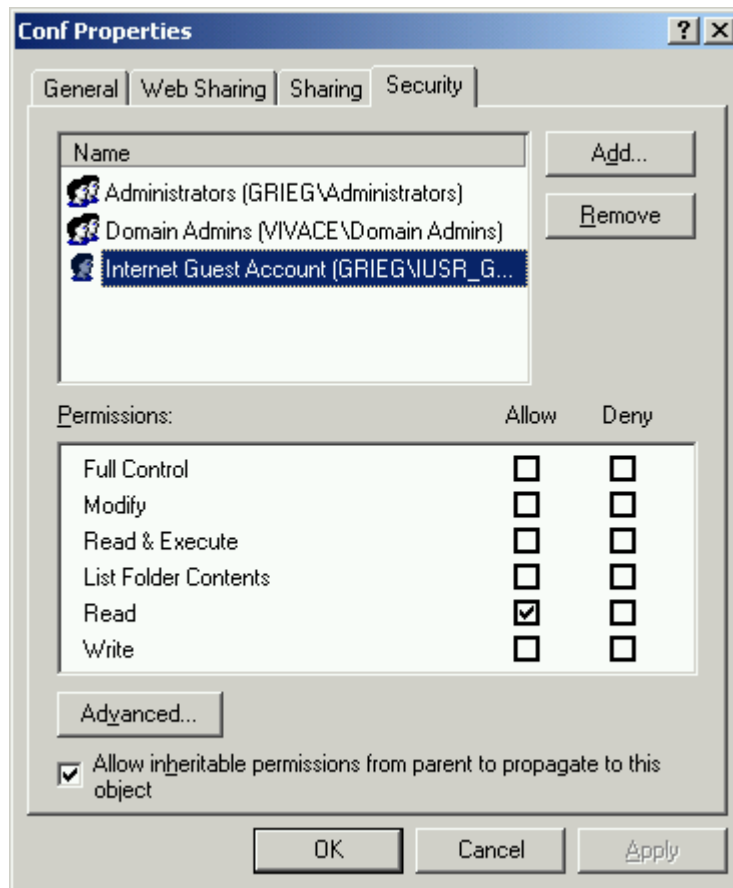 Conf Properties
General Web Sharing Sharing Security
Name
Administrators (GRIEG\Administrators)
Domain Admins (VIVACE\Domain Admins)
Internet Guest Account (GRIEG\IUSR_G...
Add...
Remove
Permissions: Allow Deny
Full Control
Modify
Read & Execute
List Folder Contents
Read
Write
Advanced...
Allow inheritable permissions from parent to propagate to this
object
OK Cancel Apply